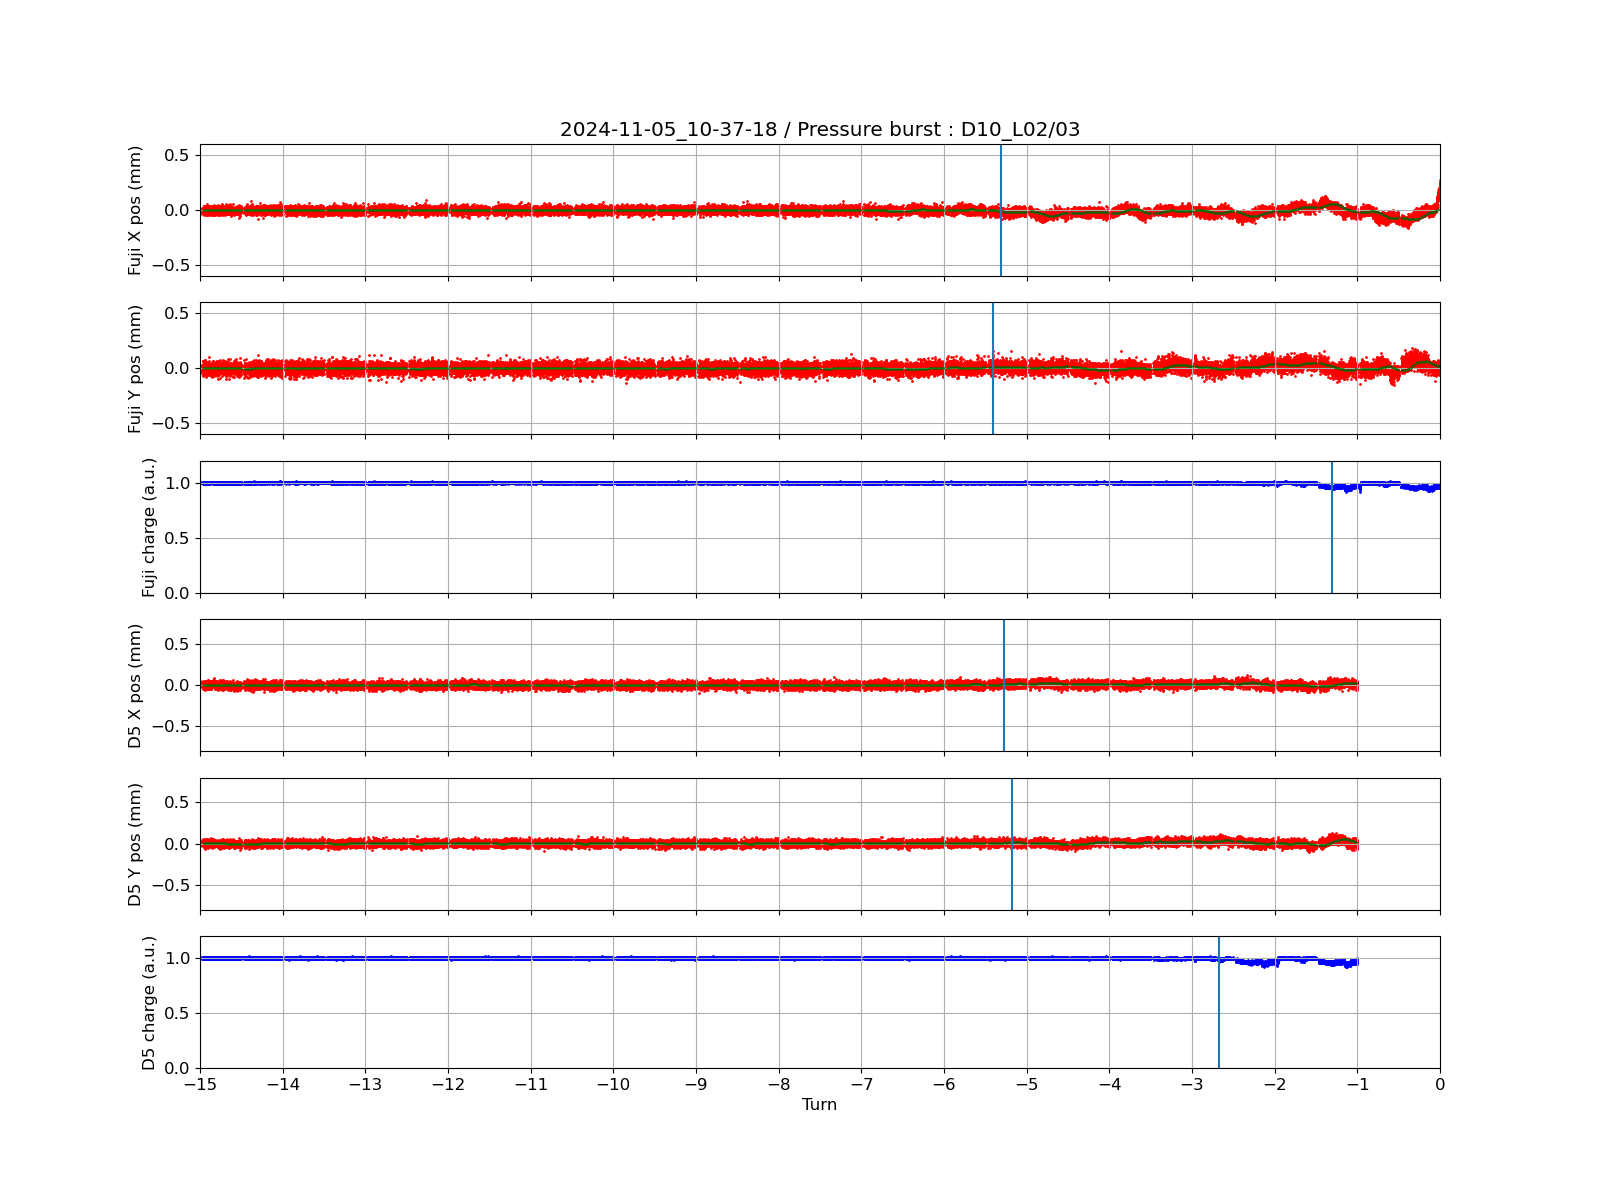 2024-11-05_10-37-18 / Pressure burst : D10_L02/03
Fuji X pos (mm)
0.5
0.0
−0.5
Fuji Y pos (mm)
0.5
0.0
−0.5
Fuji charge (a.u.)
1.0
0.5
0.0
D5 X pos (mm)
0.5
0.0
−0.5
D5 Y pos (mm)
0.5
0.0
−0.5
D5 charge (a.u.)
1.0
0.5
0.0
−15 −14 −13 −12 −11 −10 −9 −8 −7 −6 −5 −4 −3 −2 −1 0
Turn